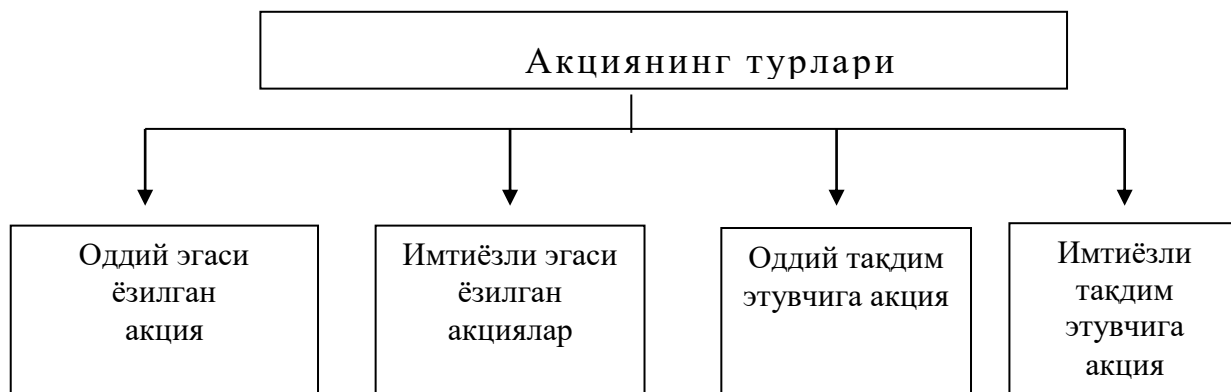 Акциянинг турлари
Оддий эгаси
ёзилган
акция
Имтиёзли эгаси
ёзилган
акциялар
Оддий тақдим
этувчига акция
Имтиёзли
тақдим
этувчига
акция